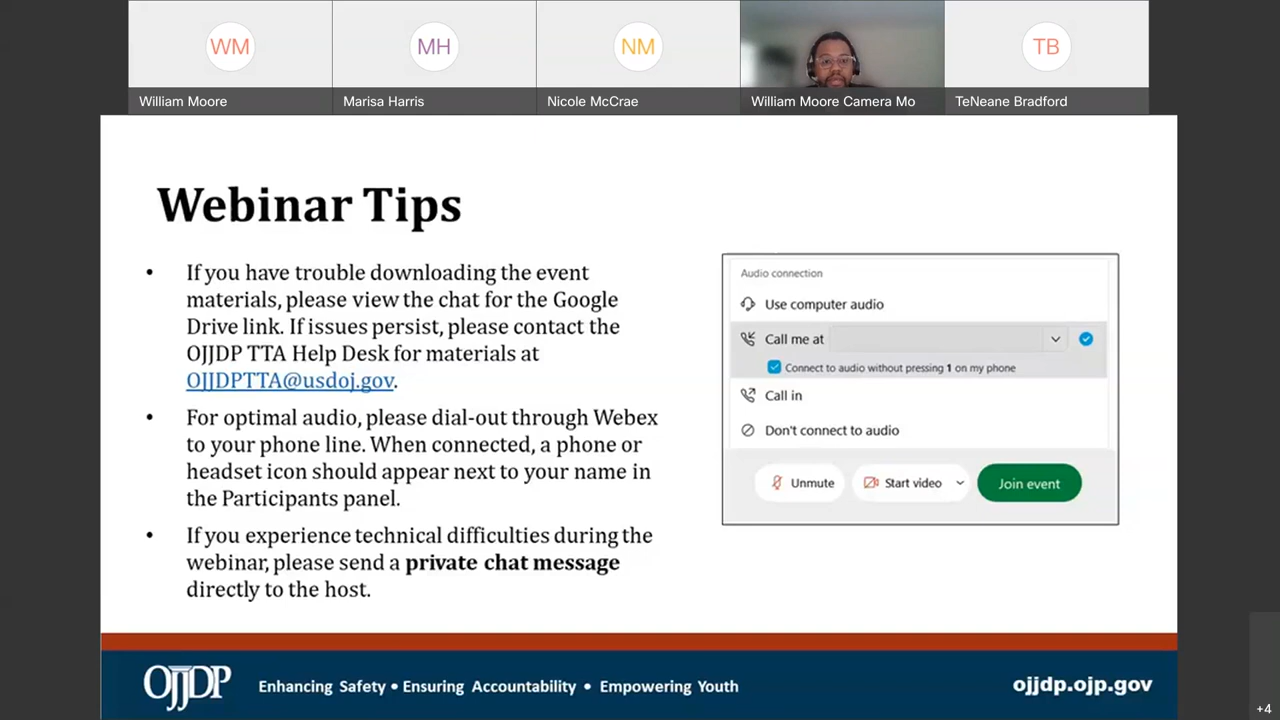 WM
MH
NM
TB
William Moore
Marisa Harris
Nicole McCrae
William Moore Camera Mo
TeNeane Bradford
Webinar Tips
• If you have trouble downloading the event
materials, please view the chat for the Google
Drive link. If issues persist, please contact the
OJJDP TTA Help Desk for materials at
OJJDPTTA@usdoj.gov.
• For optimal audio, please dial-out through Webex
to your phone line. When connected, a phone or
headset icon should appear next to your name in
the Participants panel.
• If you experience technical difficulties during the
webinar, please send a private chat message
directly to the host.
Audio connection
Use computer audio
Call me at
Connect to audio without pressing 1 on my phone
Call in
Don't connect to audio
Unmute
Start video
Join event
OJJDP
Enhancing Safety • Ensuring Accountability • Empowering Youth
ojjdp.ojp.gov
+4